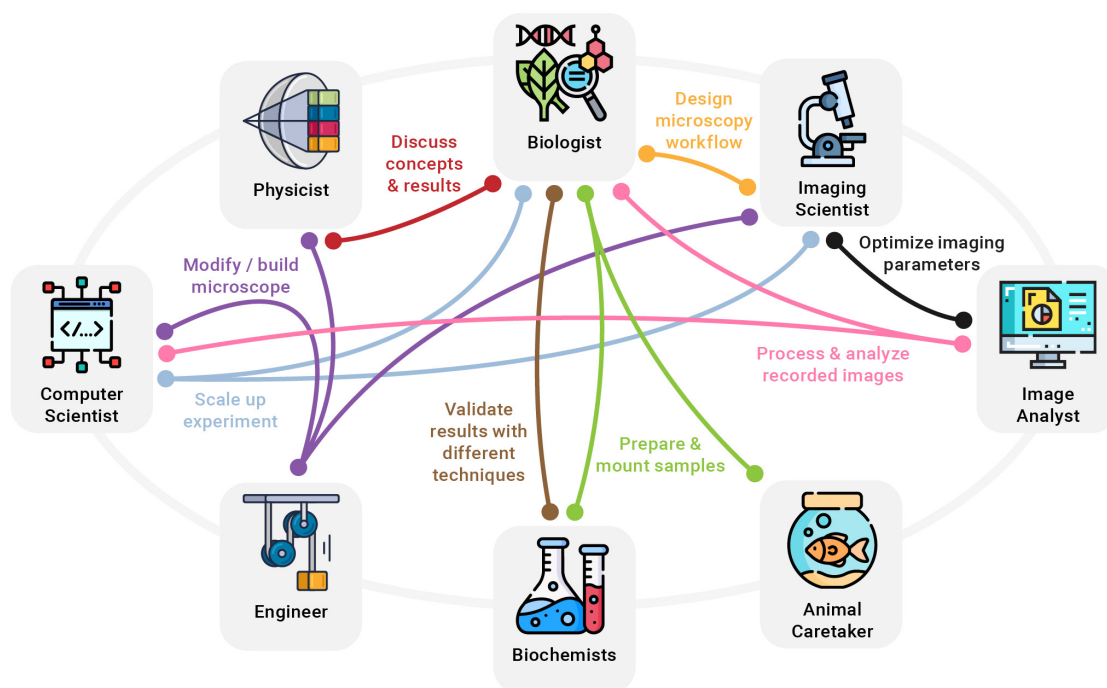 Biologist
Design
microscopy
workflow
Discuss
concepts
& results
Physicist
Imaging
Scientist
Modify / build
microscope
Optimize imaging
parameters
</...>
Computer
Scientist
Scale up
experiment
Process & analyze
recorded images
Image
Analyst
Validate
results with
different
techniques
Prepare &
mount samples
Engineer
Biochemists
Animal
Caretaker